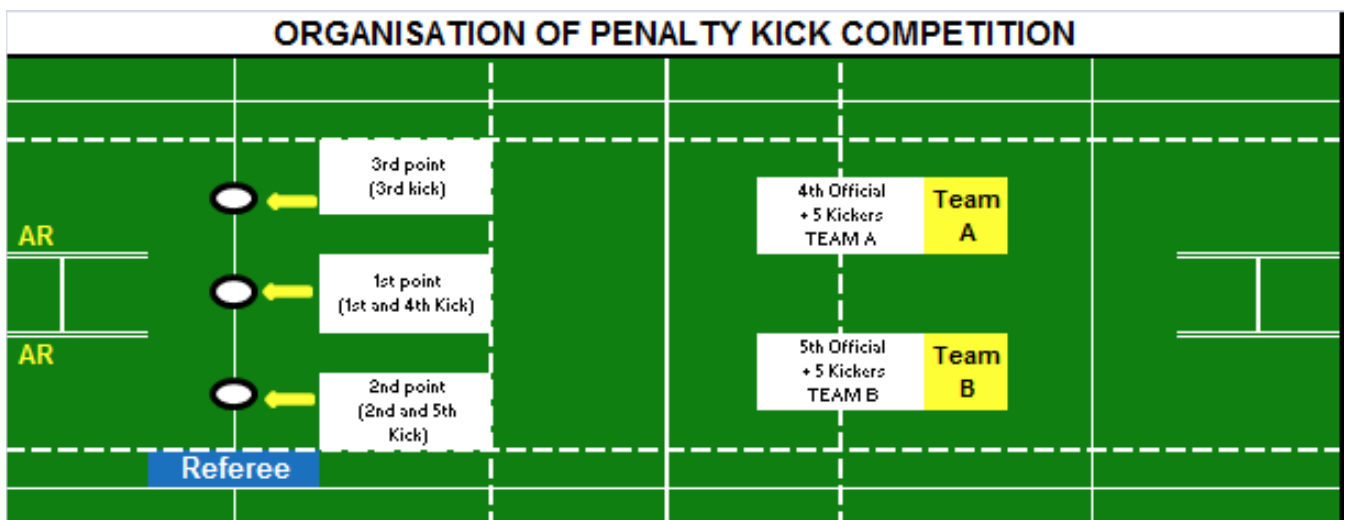 ORGANISATION OF PENALTY KICK COMPETITION
3rd point
(3rd kick)
4th Official
+ 5 Kickers
TEAM A
Team
A
AR
1st point
(1st and 4th Kick)
AR
5th Official
+ 5 Kickers
TEAM B
Team
B
2nd point
(2nd and 5th
Kick)
Referee